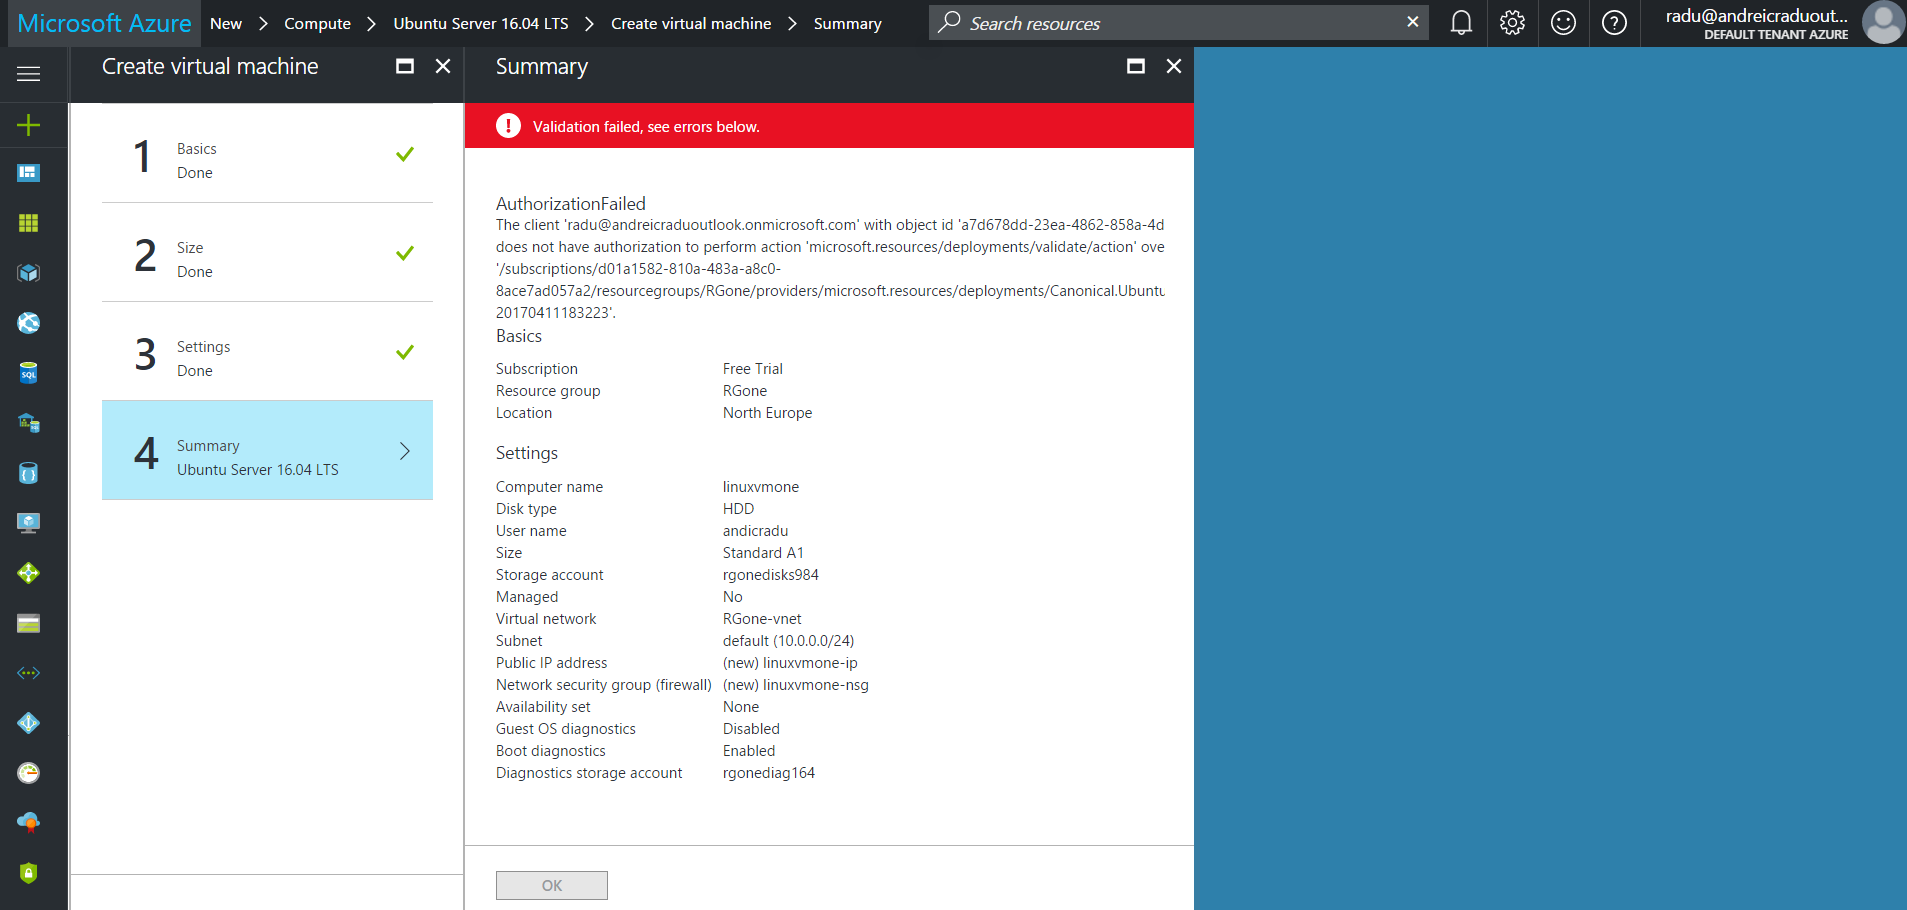 Microsoft Azure New > Compute > Ubuntu Server 16.04 LTS > Create virtual machine > Summary
Search resources
radu@andreicraduout...
DEFAULT TENANT AZURE
Create virtual machine
Summary
Validation failed, see errors below.
1
Basics
Done
2
Size
Done
3
Settings
Done
4
Summary
Ubuntu Server 16.04 LTS
AuthorizationFailed
The client 'radu@andreicraduoutlook.onmicrosoft.com' with object id 'a7d678dd-23ea-4862-858a-4d
does not have authorization to perform action 'microsoft.resources/deployments/validate/action' ove
'/subscriptions/d01a1582-810a-483a-a8c0-
8ace7ad057a2/resourcegroups/RGone/providers/microsoft.resources/deployments/Canonical.Ubuntu
20170411183223'.
Basics
Subscription Free Trial
Resource group RGone
Location North Europe
Settings
Computer name linuxvmone
Disk type HDD
User name andicradu
Size Standard A1
Storage account rgonedisks984
Managed No
Virtual network RGone-vnet
Subnet default (10.0.0.0/24)
Public IP address (new) linuxvmone-ip
Network security group (firewall) (new) linuxvmone-nsg
Availability set None
Guest OS diagnostics Disabled
Boot diagnostics Enabled
Diagnostics storage account rgonediag164
OK
SQL